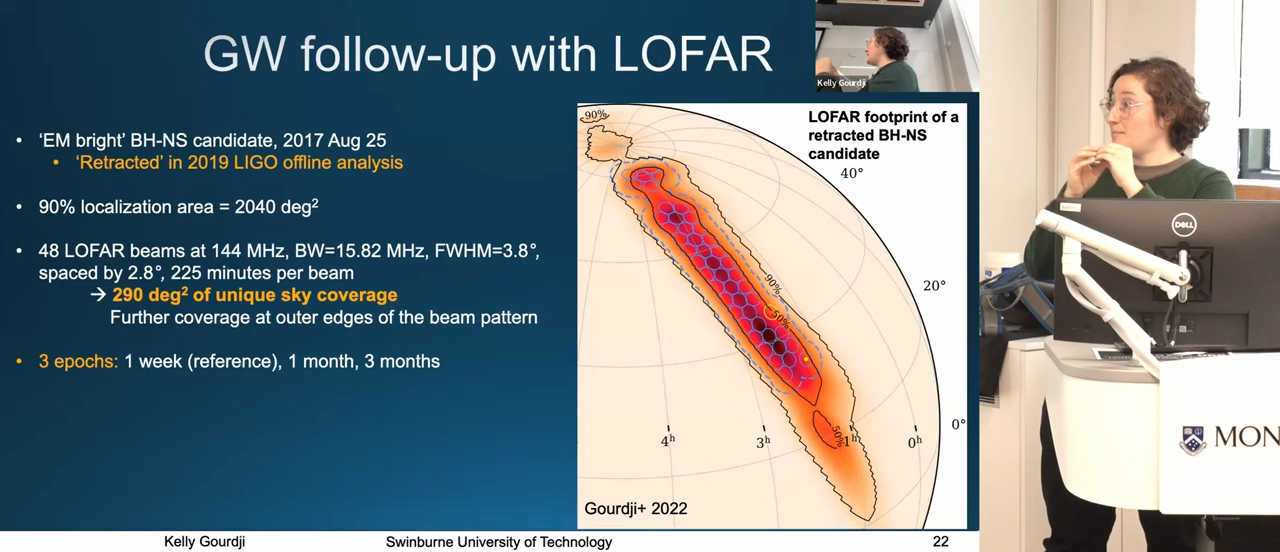 GW follow-up with LOFAR
Kelly Gourdji
• ‘EM bright’ BH-NS candidate, 2017 Aug 25
• ‘Retracted’ in 2019 LIGO offline analysis
• 90% localization area = 2040 deg²
• 48 LOFAR beams at 144 MHz, BW=15.82 MHz, FWHM=3.8°,
spaced by 2.8°, 225 minutes per beam
→ 290 deg² of unique sky coverage
Further coverage at outer edges of the beam pattern
• 3 epochs: 1 week (reference), 1 month, 3 months
LOFAR footprint of a
retracted BH-NS
candidate
90%
40°
20°
0°
90%
50%
50%
4h
3h
1h
0h
Gourdji+ 2022
Kelly Gourdji
Swinburne University of Technology
22
DELL
MON